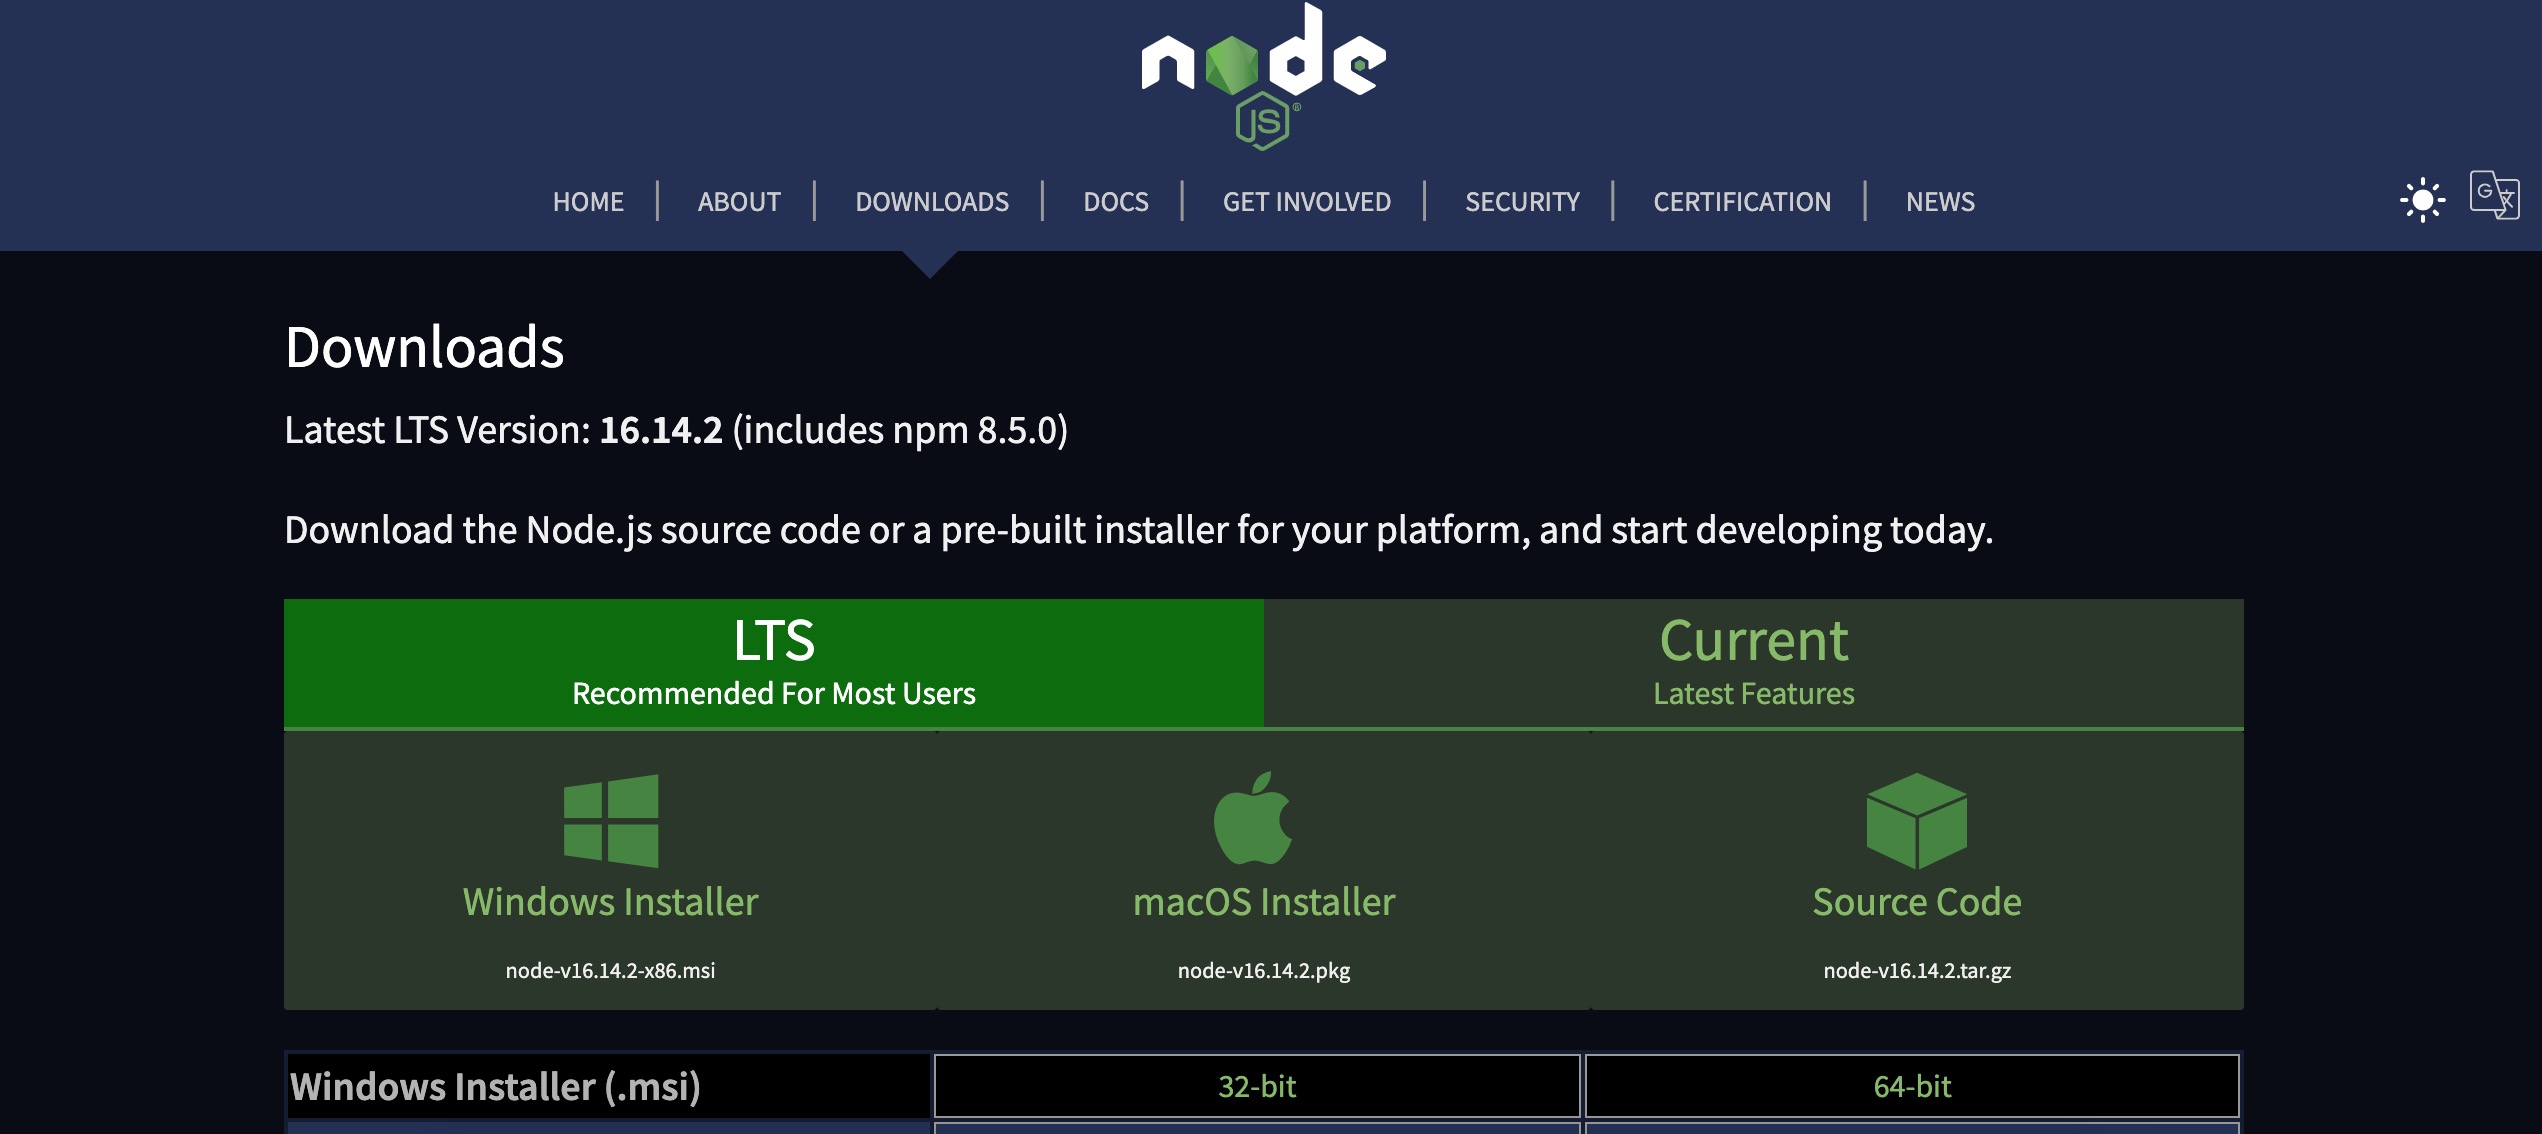 node
JS®
HOME | ABOUT | DOWNLOADS | DOCS | GET INVOLVED | SECURITY | CERTIFICATION | NEWS
G 文
Downloads
Latest LTS Version: 16.14.2 (includes npm 8.5.0)
Download the Node.js source code or a pre-built installer for your platform, and start developing today.
LTS
Recommended For Most Users
Current
Latest Features
Windows Installer
node-v16.14.2-x86.msi
macOS Installer
node-v16.14.2.pkg
Source Code
node-v16.14.2.tar.gz
Windows Installer (.msi) 32-bit 64-bit